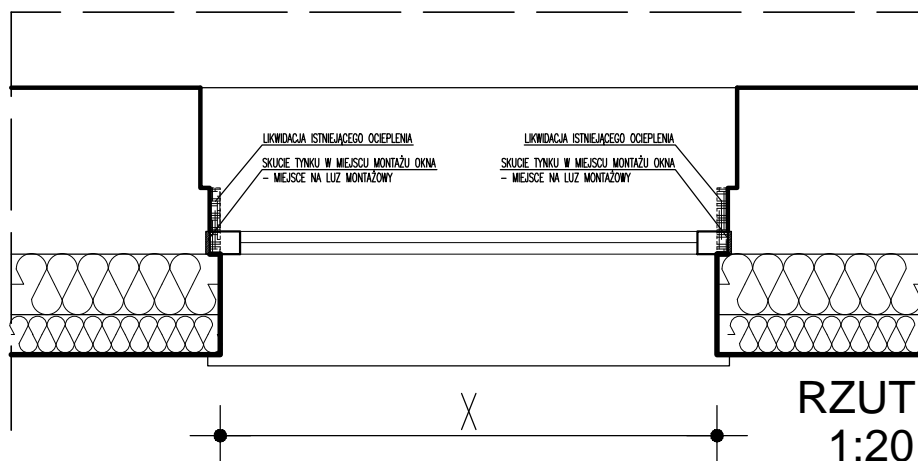 LIKWIDACJA ISTNIEJĄCEGO OCIEPLENIA
SKUCIE TYNKU W MIEJSCU MONTAŻU OKNA
- MIEJSCE NA LUZ MONTAŻOWY
LIKWIDACJA ISTNIEJĄCEGO OCIEPLENIA
SKUCIE TYNKU W MIEJSCU MONTAŻU OKNA
- MIEJSCE NA LUZ MONTAŻOWY
X
RZUT
1:20